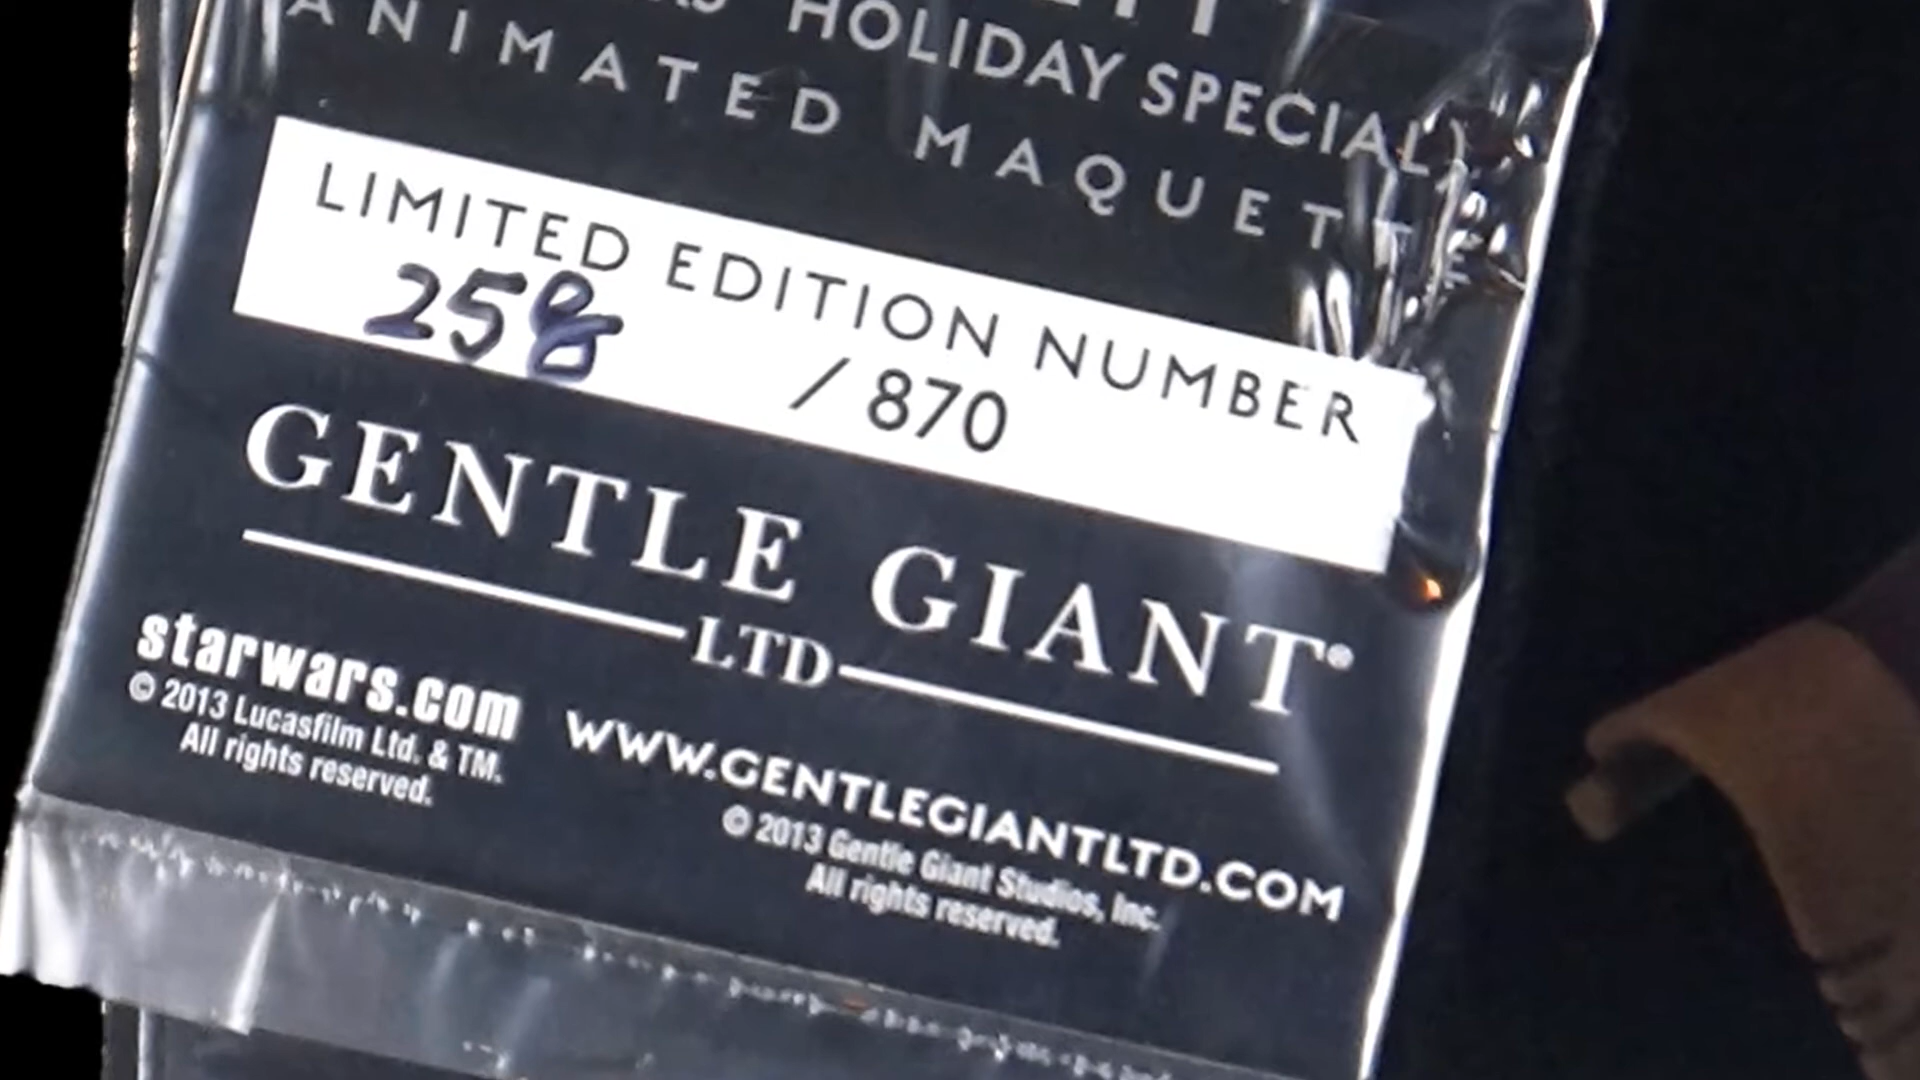 HOLIDAY SPECIAL)
ANIMATED MAQUETTE
LIMITED EDITION NUMBER
258 / 870
GENTLE GIANT®
LTD
starwars.com
© 2013 Lucasfilm Ltd. & TM.
All rights reserved.
WWW.GENTLEGIANTLTD.COM
© 2013 Gentle Giant Studios, Inc.
All rights reserved.